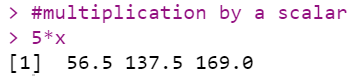 > #multiplication by a scalar
> 5*x
[1]  56.5 137.5 169.0